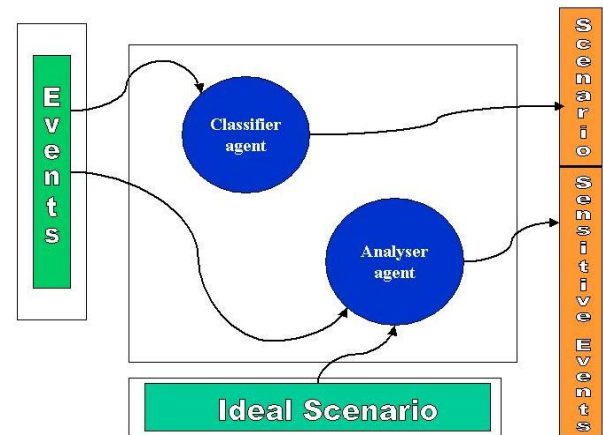 Events
Classifier
agent
Scenario
Analyser
agent
Sensitive Events
Ideal Scenario